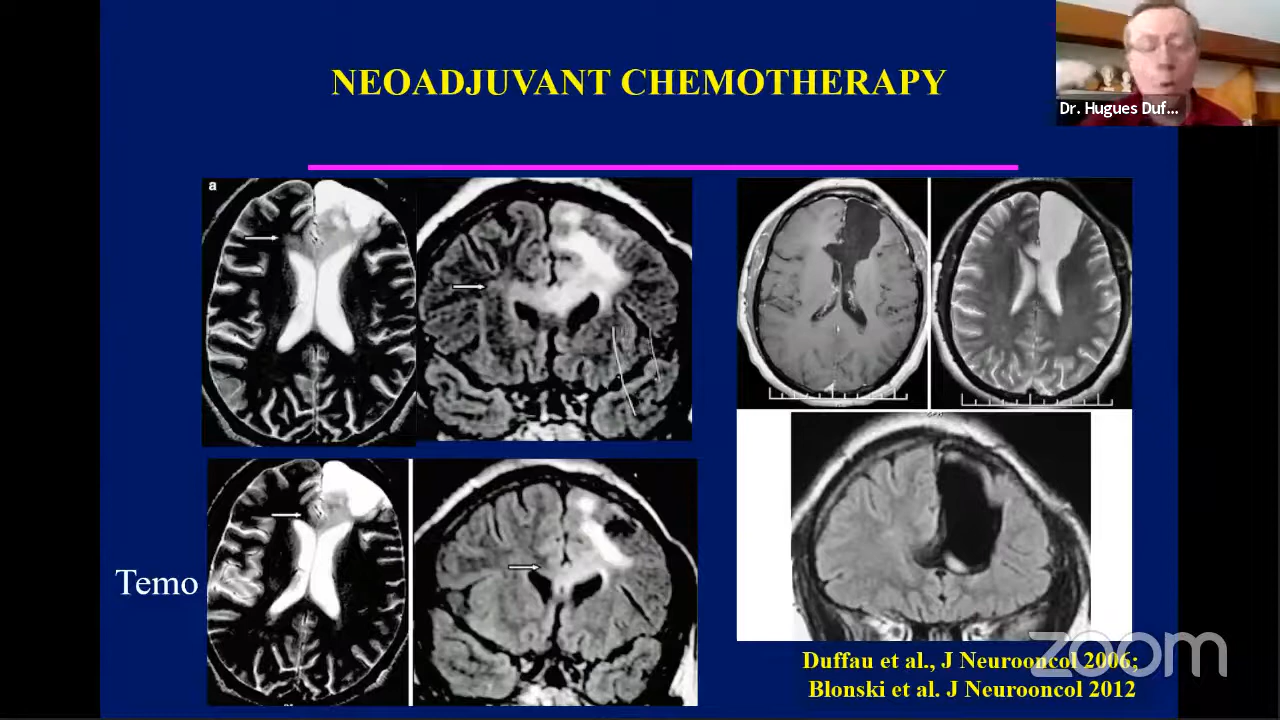 NEOADJUVANT CHEMOTHERAPY
Dr. Hugues Duf...
a
Temo
Duffau et al., J Neurooncol 2006;
Blonski et al. J Neurooncol 2012
zoom